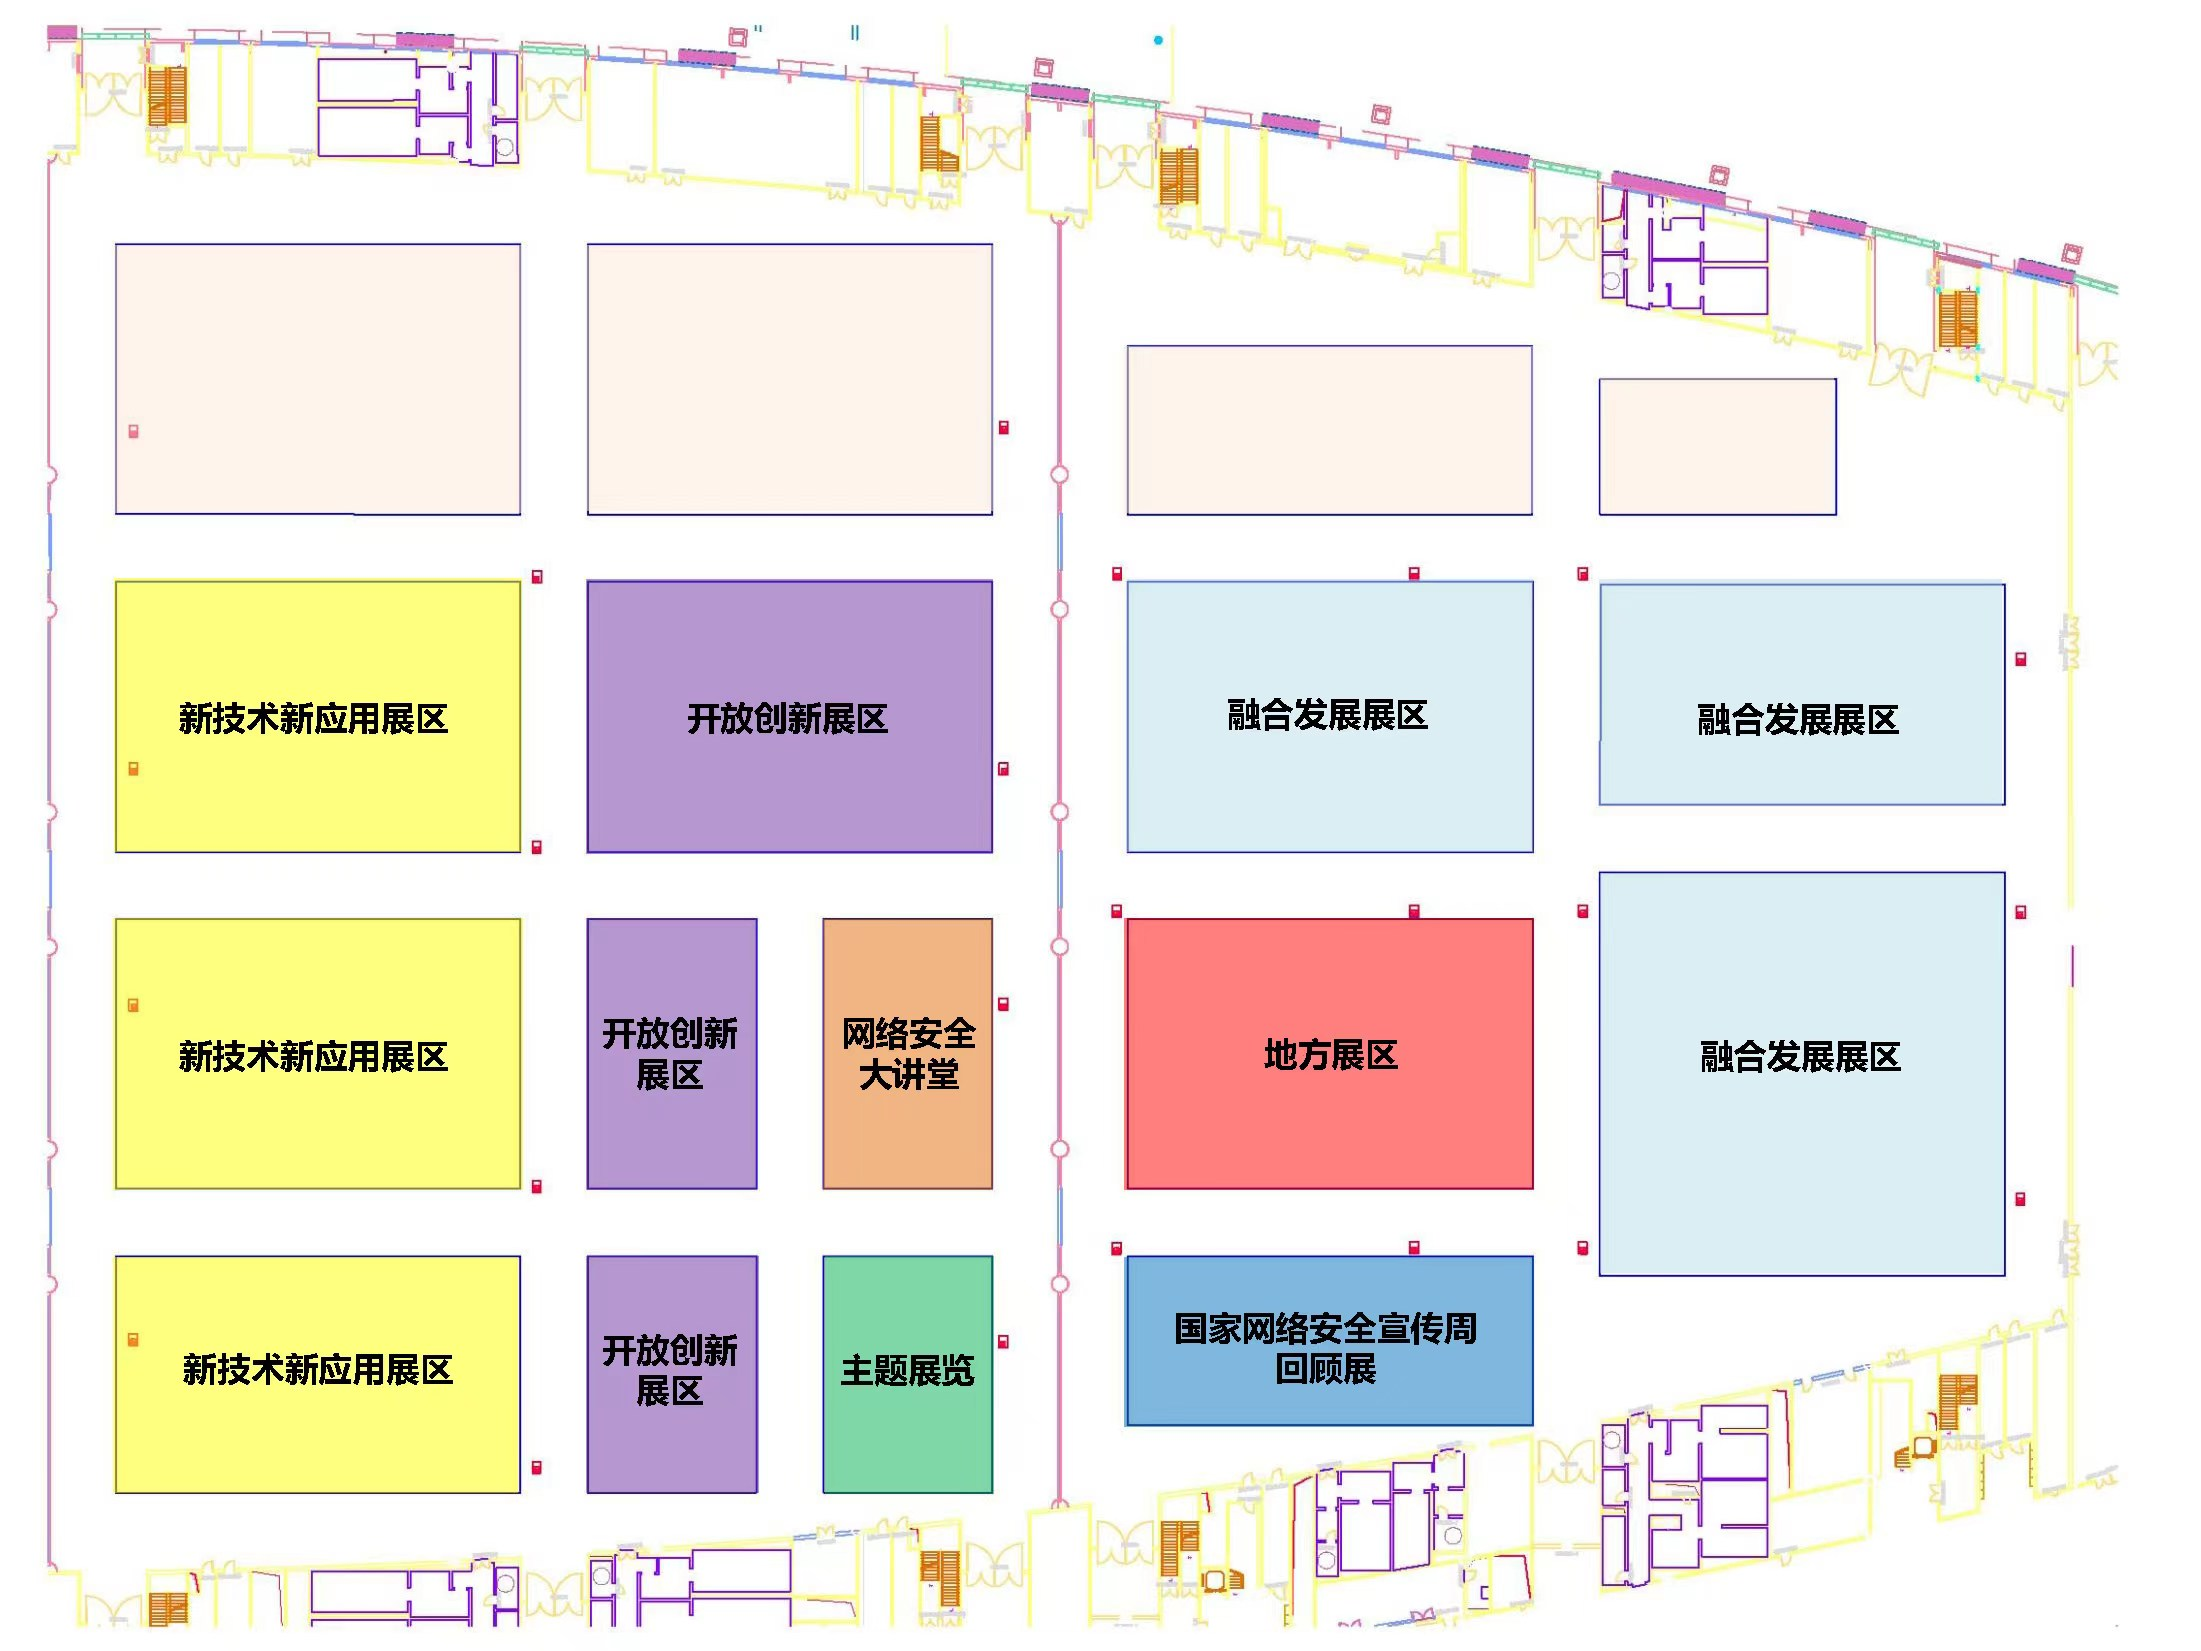 新技术新应用展区
开放创新展区
融合发展展区
融合发展展区
新技术新应用展区
开放创新
展区
网络安全
大讲堂
地方展区
融合发展展区
新技术新应用展区
开放创新
展区
主题展览
国家网络安全宣传周
回顾展